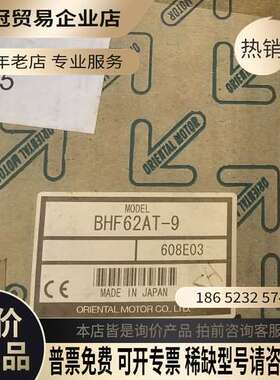 冠贸易企业店
年老店 专业服务
热销
5
ORIENTAL MOTOR
MODEL
BHF62AT-9
608E03
CE
MADE IN JAPAN
ORIENTAL MOTOR CO. LTD.
186 5232 574
价
品
本店皆是询价产品 拍前咨询客服
普票免费 可开专票 稀缺型号请咨